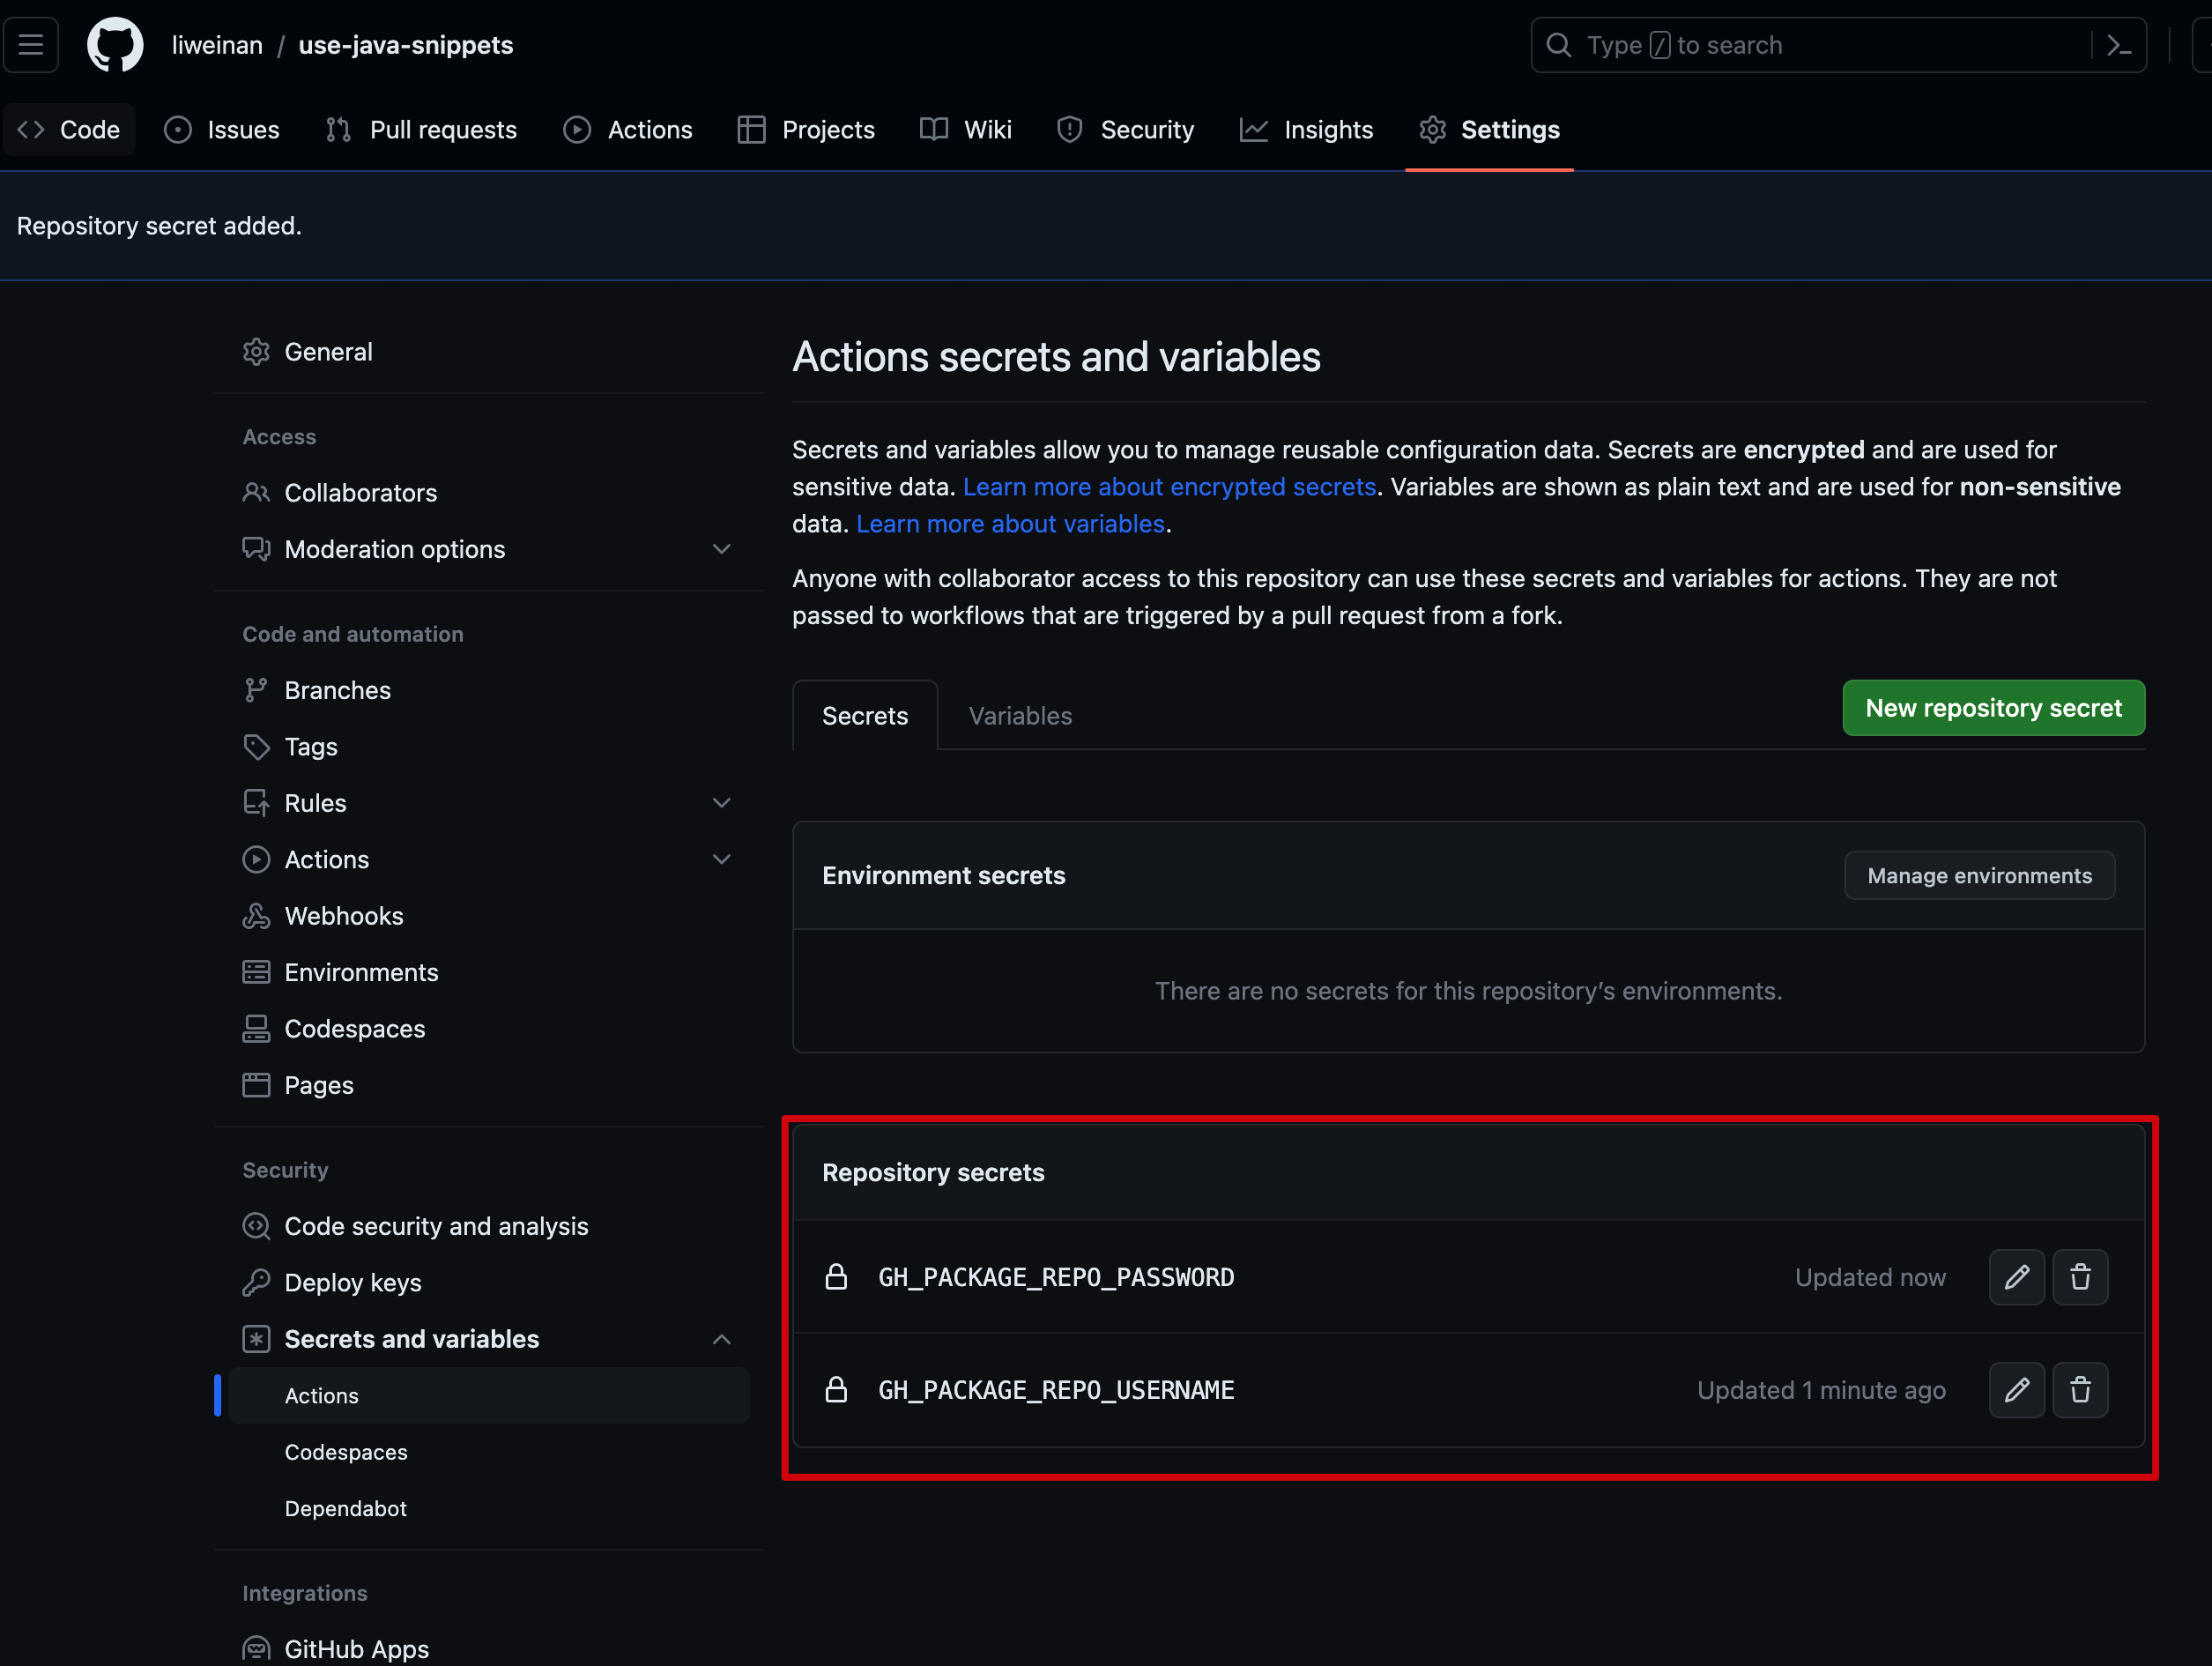 liweinan / use-java-snippets
Type / to search
Code
Issues
Pull requests
Actions
Projects
Wiki
Security
Insights
Settings
Repository secret added.
General
Access
Collaborators
Moderation options
Code and automation
Branches
Tags
Rules
Actions
Webhooks
Environments
Codespaces
Pages
Security
Code security and analysis
Deploy keys
Secrets and variables
Actions
Codespaces
Dependabot
Integrations
GitHub Apps
Actions secrets and variables
Secrets and variables allow you to manage reusable configuration data. Secrets are encrypted and are used for
sensitive data. Learn more about encrypted secrets. Variables are shown as plain text and are used for non-sensitive
data. Learn more about variables.
Anyone with collaborator access to this repository can use these secrets and variables for actions. They are not
passed to workflows that are triggered by a pull request from a fork.
Secrets
Variables
New repository secret
Environment secrets
Manage environments
There are no secrets for this repository’s environments.
Repository secrets
GH_PACKAGE_REPO_PASSWORD
Updated now
GH_PACKAGE_REPO_USERNAME
Updated 1 minute ago